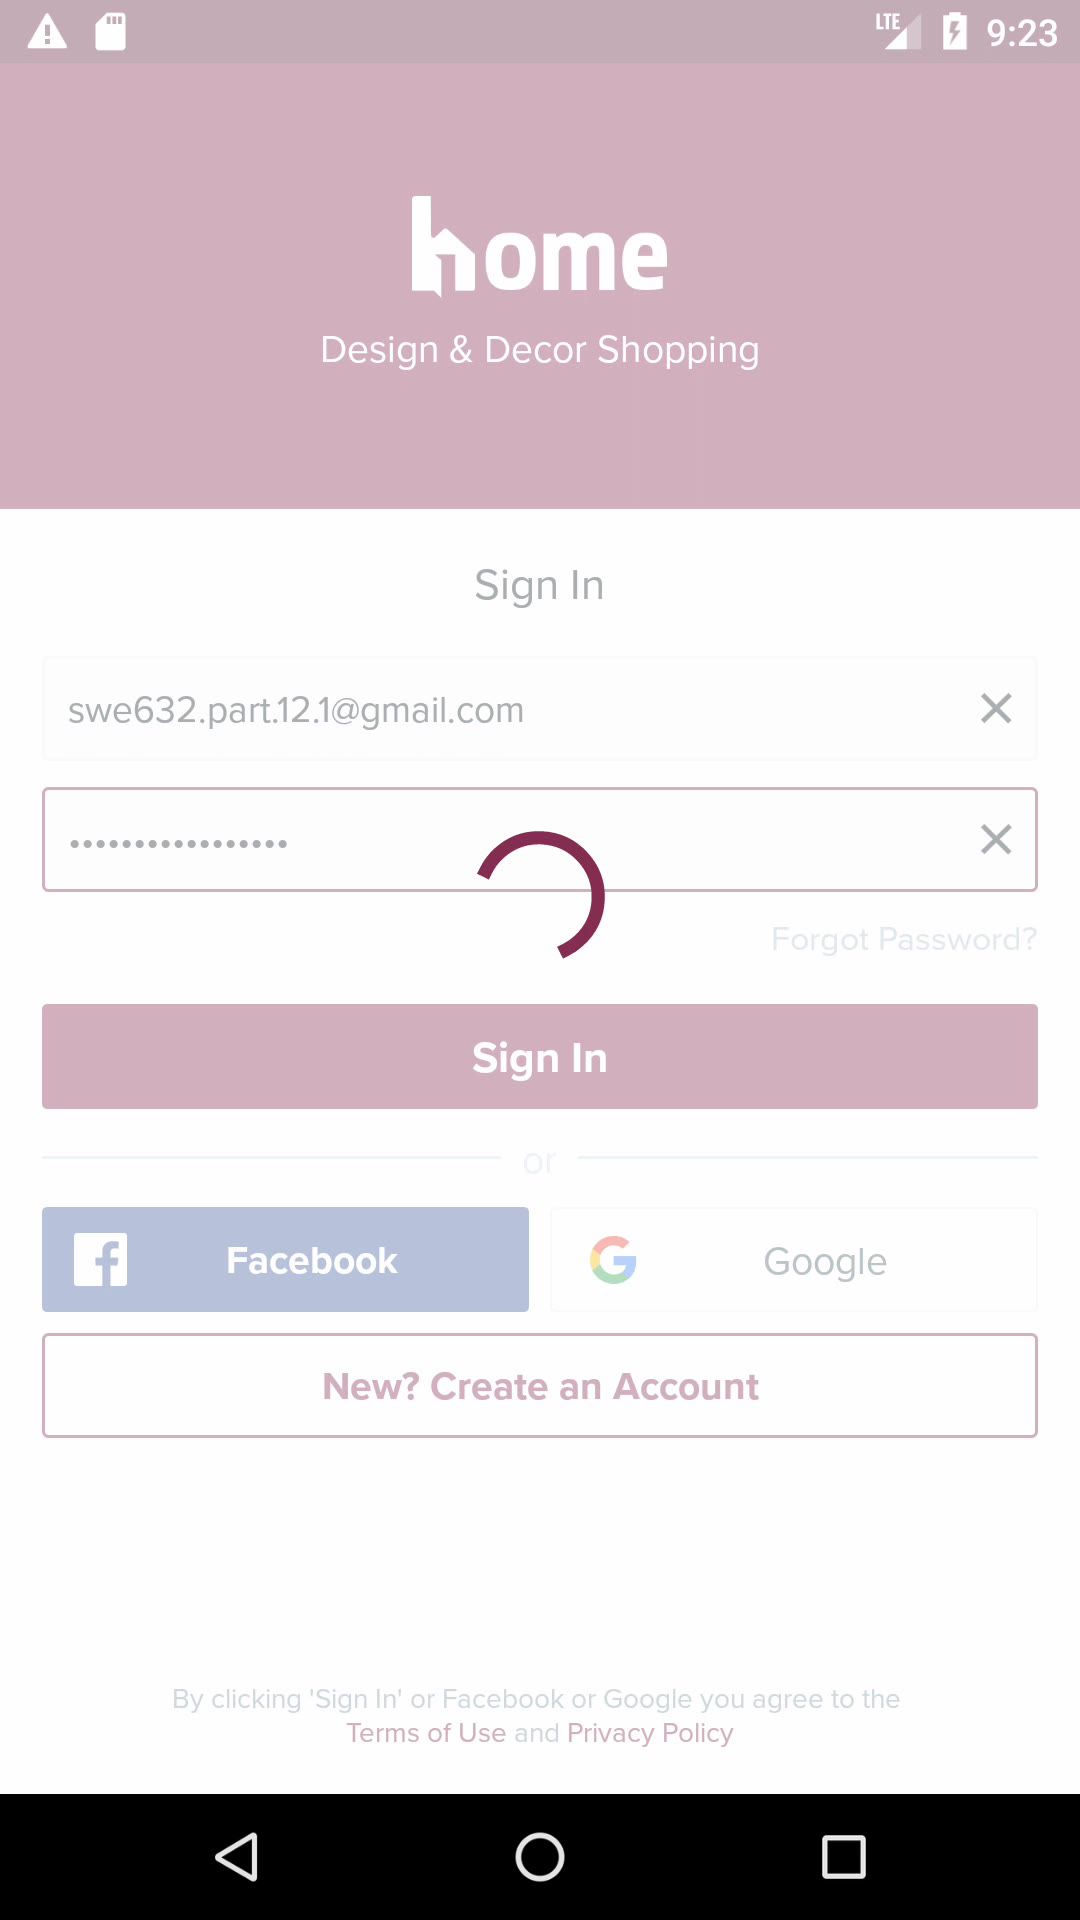 LTE 9:23
home
Design & Decor Shopping
Sign In
swe632.part.12.1@gmail.com
•••••••••••••••••
Forgot Password?
Sign In
or
Facebook
Google
New? Create an Account
By clicking 'Sign In' or Facebook or Google you agree to the
Terms of Use and Privacy Policy